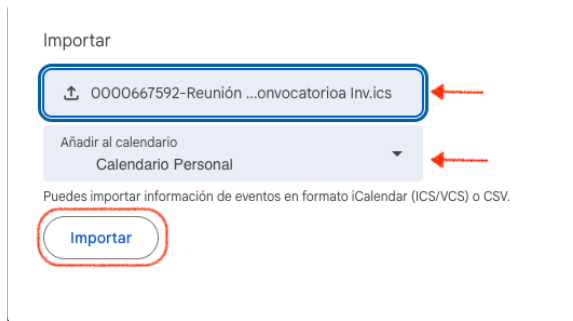 Importar
0000667592-Reunión ...onvocatorioa Inv.ics
Añadir al calendario
Calendario Personal
Puedes importar información de eventos en formato iCalendar (ICS/VCS) o CSV.
Importar